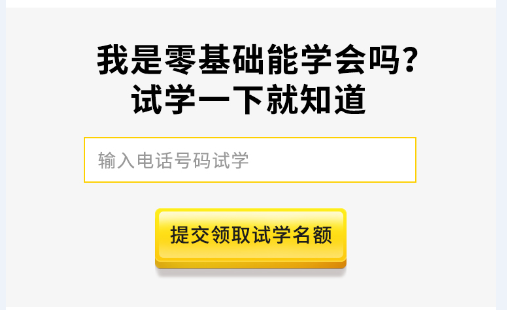 我是零基础能学会吗?
试学一下就知道
输入电话号码试学
提交领取试学名额